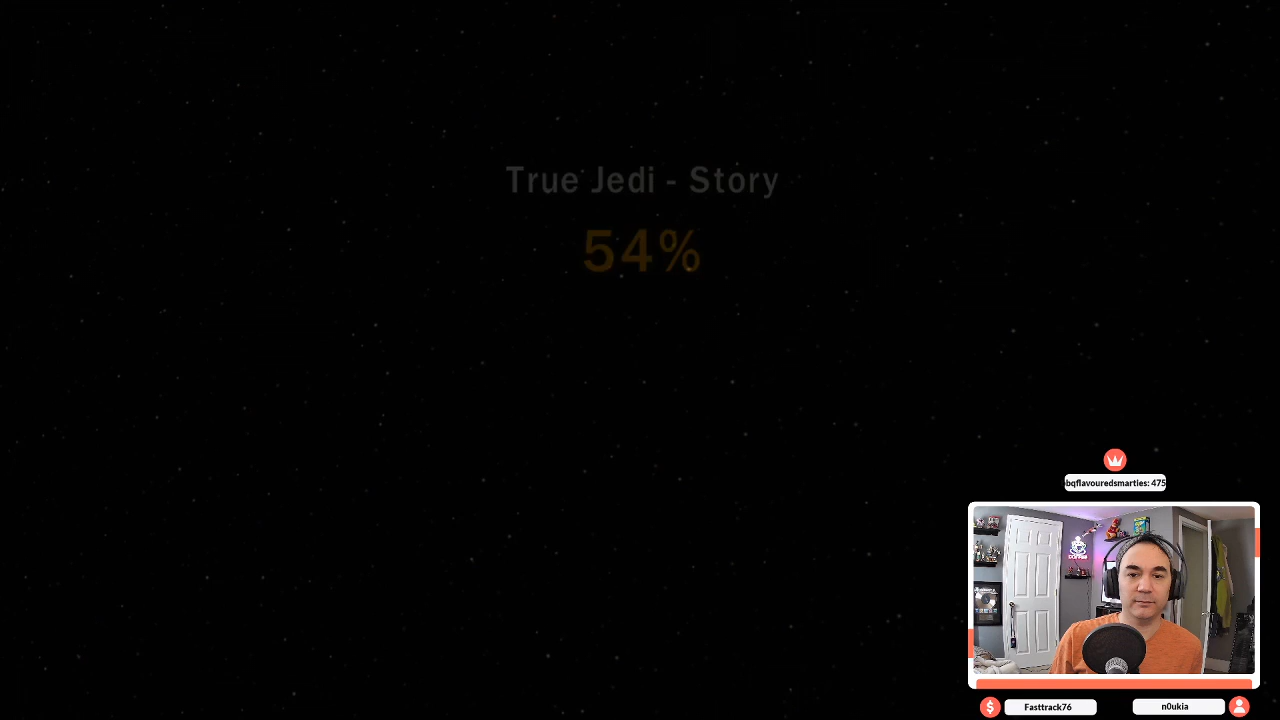 True Jedi - Story
54%
bqflavouredsmarties: 475
Fasttrack76
n0ukia